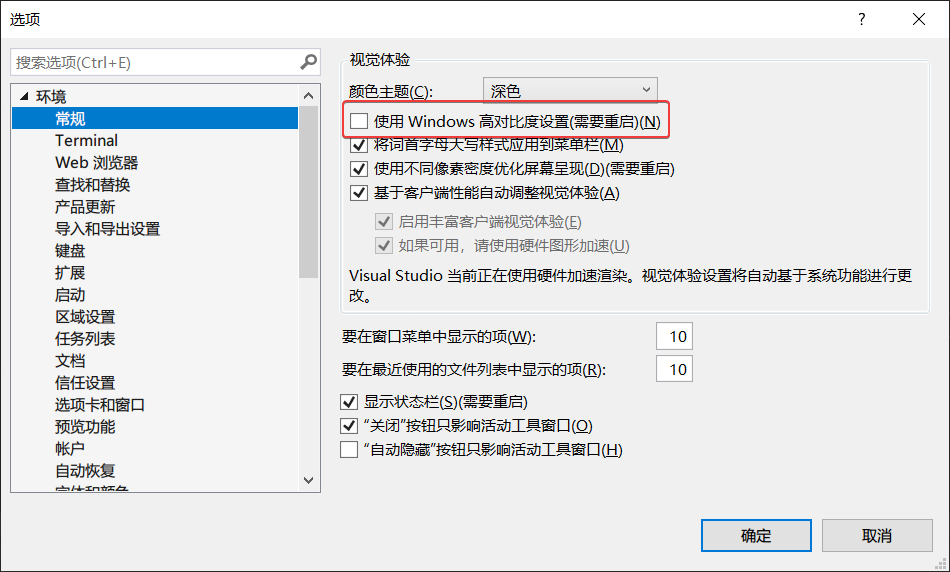 选项
搜索选项(Ctrl+E)
环境
常规
Terminal
Web 浏览器
查找和替换
产品更新
导入和导出设置
键盘
扩展
启动
区域设置
任务列表
文档
信任设置
选项卡和窗口
预览功能
帐户
自动恢复
字体和颜色
视觉体验
颜色主题(C):
深色
使用 Windows 高对比度设置(需要重启)(N)
将词首字母大写样式应用到菜单栏(M)
使用不同像素密度优化屏幕呈现(D)(需要重启)
基于客户端性能自动调整视觉体验(A)
启用丰富客户端视觉体验(E)
如果可用，请使用硬件图形加速(U)
Visual Studio 当前正在使用硬件加速渲染。视觉体验设置将自动基于系统功能进行更
改。
要在窗口菜单中显示的项(W): 10
要在最近使用的文件列表中显示的项(R): 10
显示状态栏(S)(需要重启)
“关闭”按钮只影响活动工具窗口(O)
“自动隐藏”按钮只影响活动工具窗口(H)
确定
取消